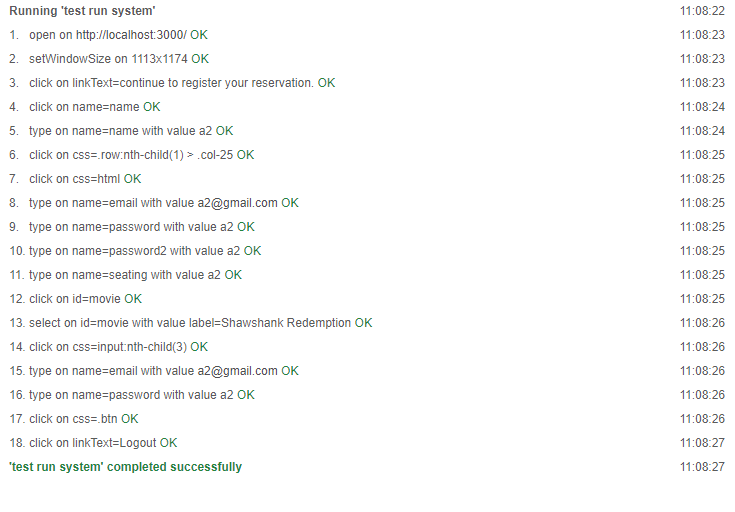 Running 'test run system' 11:08:22
1. open on http://localhost:3000/ OK 11:08:23
2. setWindowSize on 1113x1174 OK 11:08:23
3. click on linkText=continue to register your reservation. OK 11:08:23
4. click on name=name OK 11:08:24
5. type on name=name with value a2 OK 11:08:24
6. click on css=.row:nth-child(1) > .col-25 OK 11:08:25
7. click on css=html OK 11:08:25
8. type on name=email with value a2@gmail.com OK 11:08:25
9. type on name=password with value a2 OK 11:08:25
10. type on name=password2 with value a2 OK 11:08:25
11. type on name=seating with value a2 OK 11:08:25
12. click on id=movie OK 11:08:25
13. select on id=movie with value label=Shawshank Redemption OK 11:08:26
14. click on css=input:nth-child(3) OK 11:08:26
15. type on name=email with value a2@gmail.com OK 11:08:26
16. type on name=password with value a2 OK 11:08:26
17. click on css=.btn OK 11:08:26
18. click on linkText=Logout OK 11:08:27
'test run system' completed successfully 11:08:27